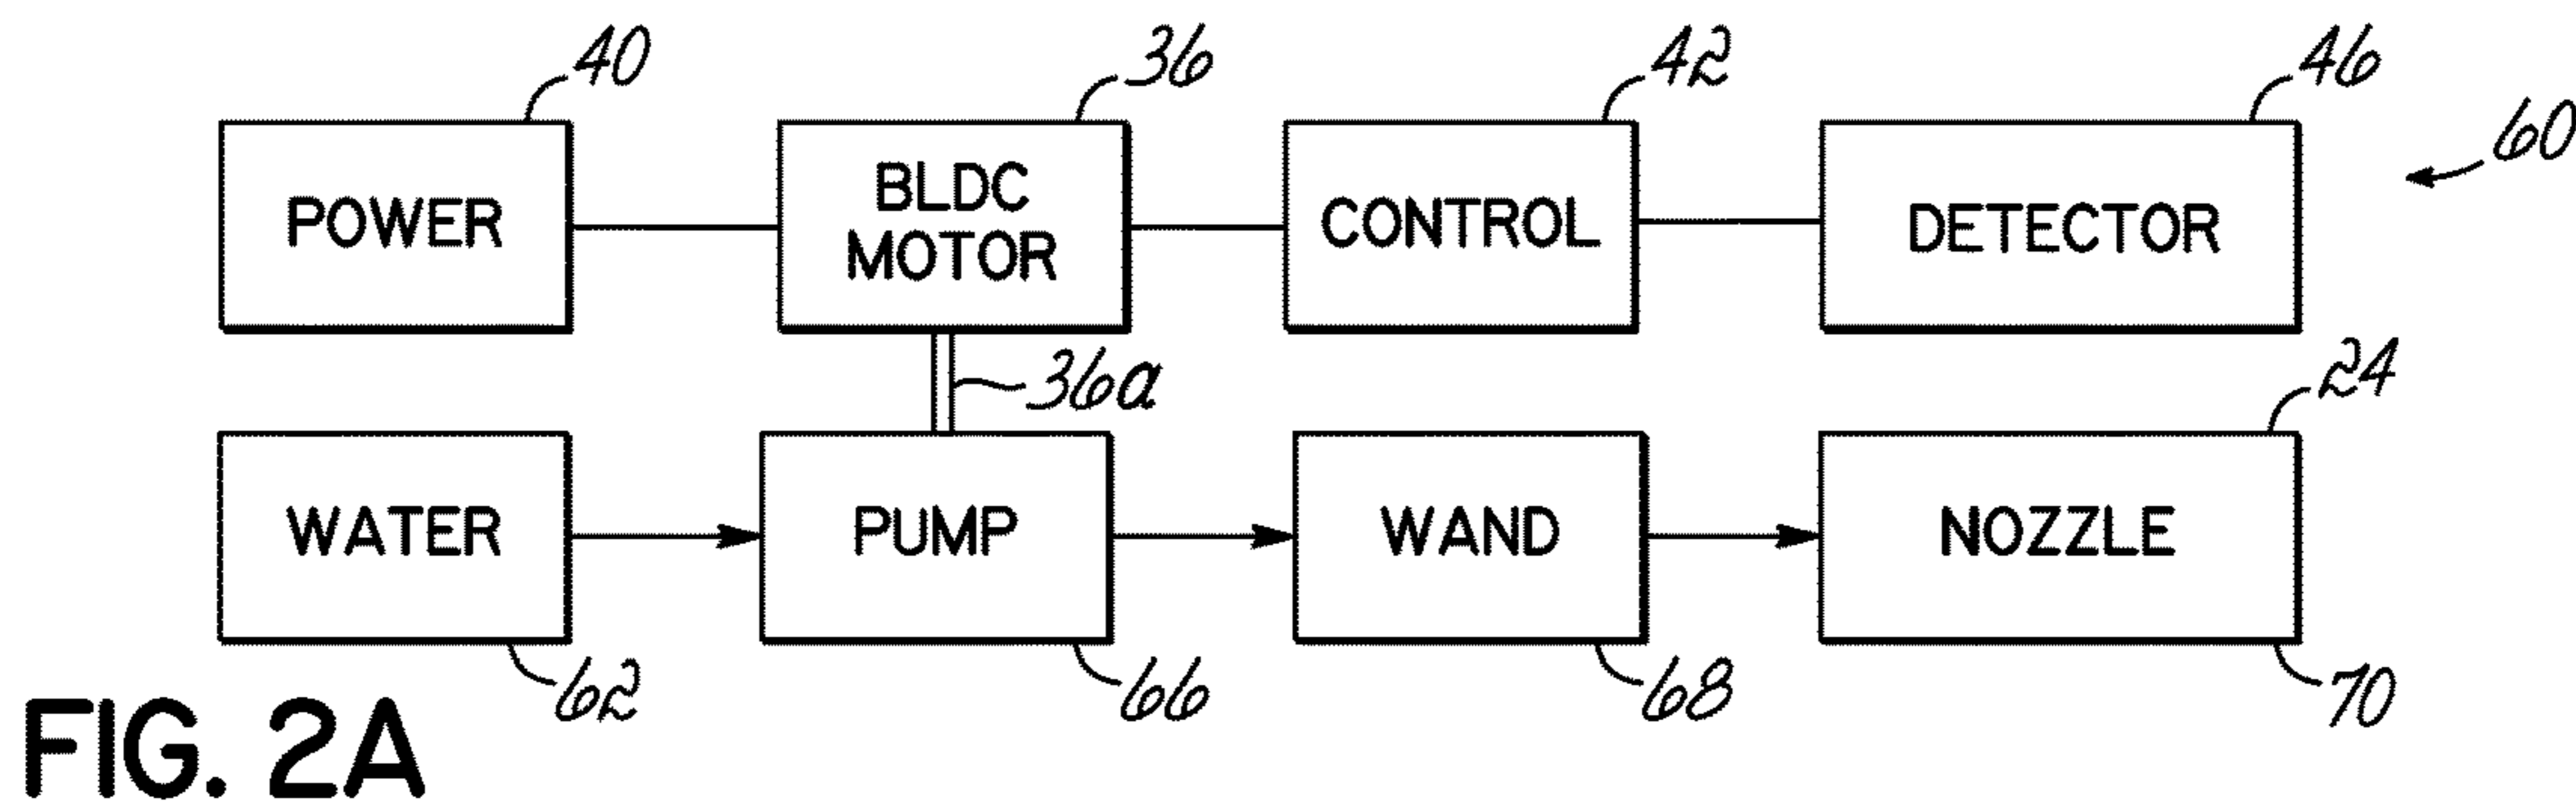 40 36 42 46
60
POWER BLDC MOTOR CONTROL DETECTOR
36a 24
WATER PUMP WAND NOZZLE
62 66 68 70
FIG. 2A